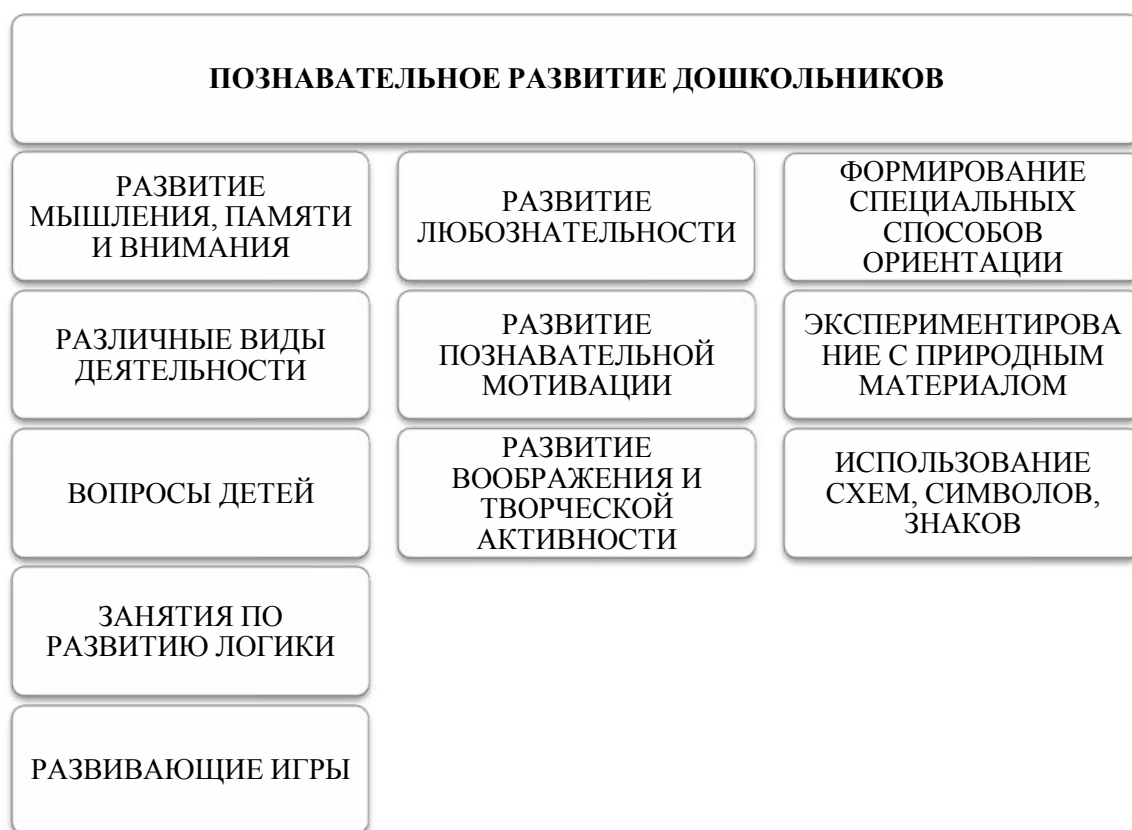 ПОЗНАВАТЕЛЬНОЕ РАЗВИТИЕ ДОШКОЛЬНИКОВ
РАЗВИТИЕ
МЫШЛЕНИЯ, ПАМЯТИ
И ВНИМАНИЯ
РАЗЛИЧНЫЕ ВИДЫ
ДЕЯТЕЛЬНОСТИ
ВОПРОСЫ ДЕТЕЙ
ЗАНЯТИЯ ПО
РАЗВИТИЮ ЛОГИКИ
РАЗВИВАЮЩИЕ ИГРЫ
РАЗВИТИЕ
ЛЮБОЗНАТЕЛЬНОСТИ
РАЗВИТИЕ
ПОЗНАВАТЕЛЬНОЙ
МОТИВАЦИИ
РАЗВИТИЕ
ВООБРАЖЕНИЯ И
ТВОРЧЕСКОЙ
АКТИВНОСТИ
ФОРМИРОВАНИЕ
СПЕЦИАЛЬНЫХ
СПОСОБОВ
ОРИЕНТАЦИИ
ЭКСПЕРИМЕНТИРОВА
НИЕ С ПРИРОДНЫМ
МАТЕРИАЛОМ
ИСПОЛЬЗОВАНИЕ
СХЕМ, СИМВОЛОВ,
ЗНАКОВ